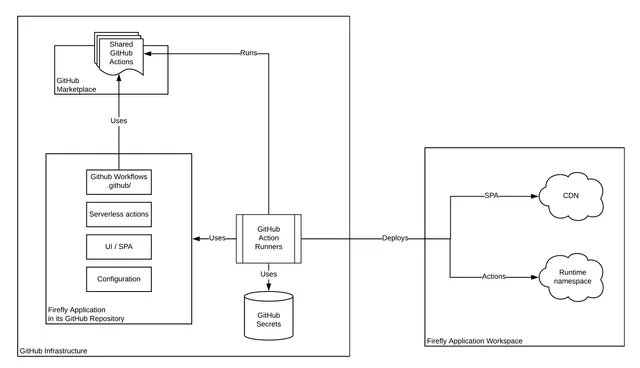 Shared
GitHub
Actions
Runs
GitHub
Marketplace
Uses
Github Workflows
.github/
Serverless actions
UI / SPA
Configuration
Firefly Application
in its GitHub Repository
Uses
GitHub
Action
Runners
Uses
GitHub
Secrets
GitHub Infrastructure
Deploys
SPA
CDN
Actions
Runtime
namespace
Firefly Application Workspace